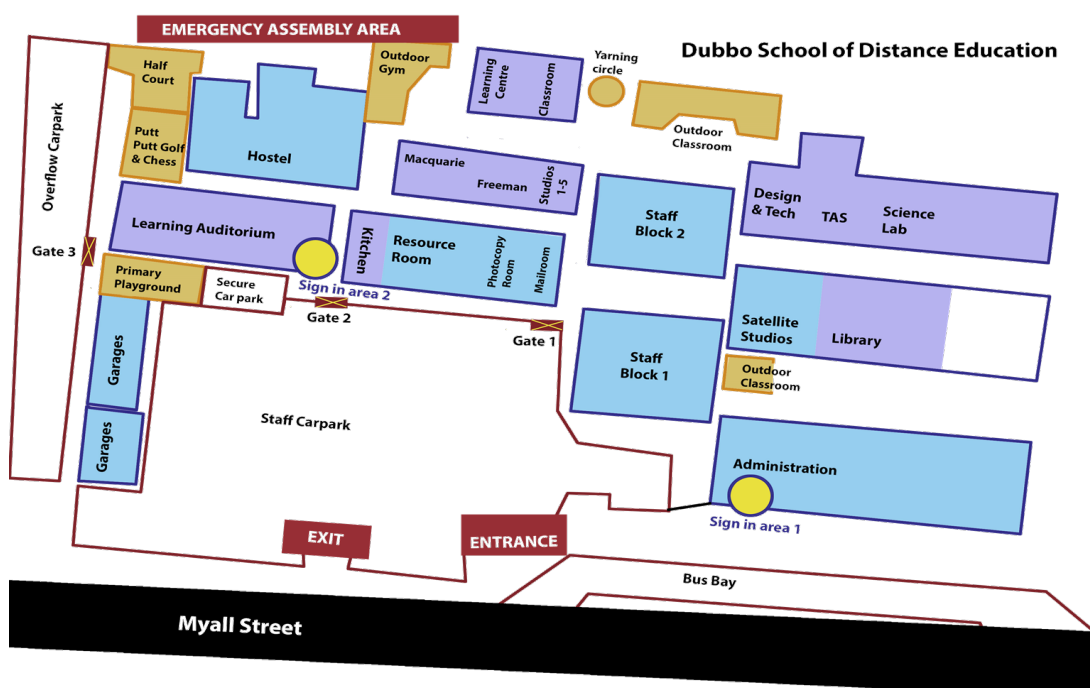 EMERGENCY ASSEMBLY AREA
Dubbo School of Distance Education
Half
Court
Outdoor
Gym
Learning
Centre
Classroom
Yarning
circle
Outdoor
Classroom
Overflow Carpark
Putt
Putt Golf
& Chess
Hostel
Macquarie
Freeman
Studios
1-5
Staff
Block 2
Design
& Tech
TAS
Science
Lab
Learning Auditorium
Kitchen
Resource
Room
Photocopy
Room
Mailroom
Gate 3
Primary
Playground
Secure
Car park
Sign in area 2
Gate 2
Gate 1
Satellite
Studios
Library
Staff
Block 1
Outdoor
Classroom
Garages
Garages
Staff Carpark
Administration
Sign in area 1
EXIT
ENTRANCE
Bus Bay
Myall Street